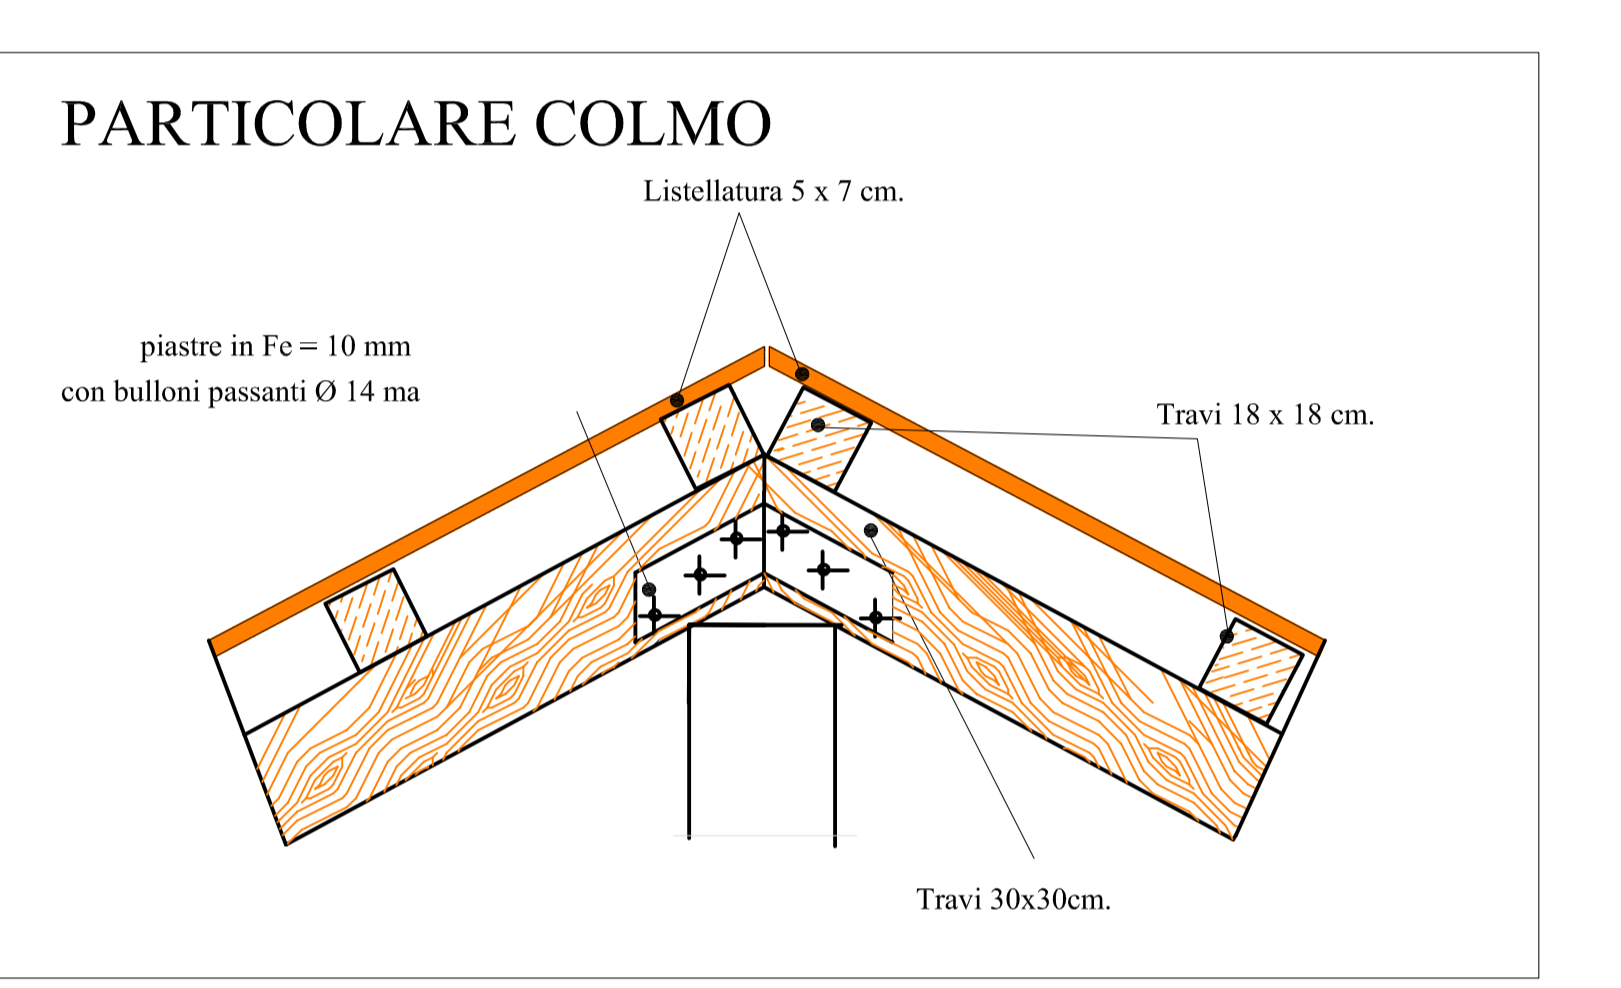 PARTICOLARE COLMO
Listellatura 5 x 7 cm.
piastre in Fe = 10 mm
con bulloni passanti Ø 14 ma
Travi 18 x 18 cm.
Travi 30x30cm.